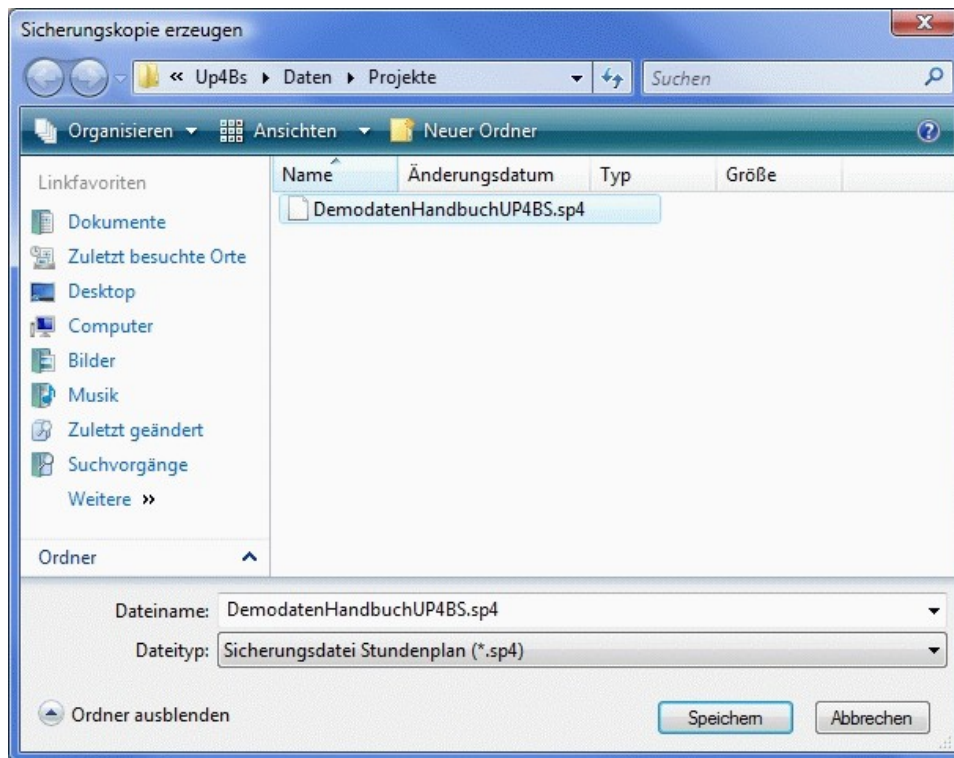 Sicherungskopie erzeugen
« Up4Bs ▸ Daten ▸ Projekte
Suchen
Organisieren Ansichten Neuer Ordner
Linkfavoriten
Name Änderungsdatum Typ Größe
DemodatenHandbuchUP4BS.sp4
Dokumente
Zuletzt besuchte Orte
Desktop
Computer
Bilder
Musik
Zuletzt geändert
Suchvorgänge
Weitere »
Ordner
Dateiname: DemodatenHandbuchUP4BS.sp4
Dateityp: Sicherungsdatei Stundenplan (*.sp4)
Ordner ausblenden
Speichern Abbrechen